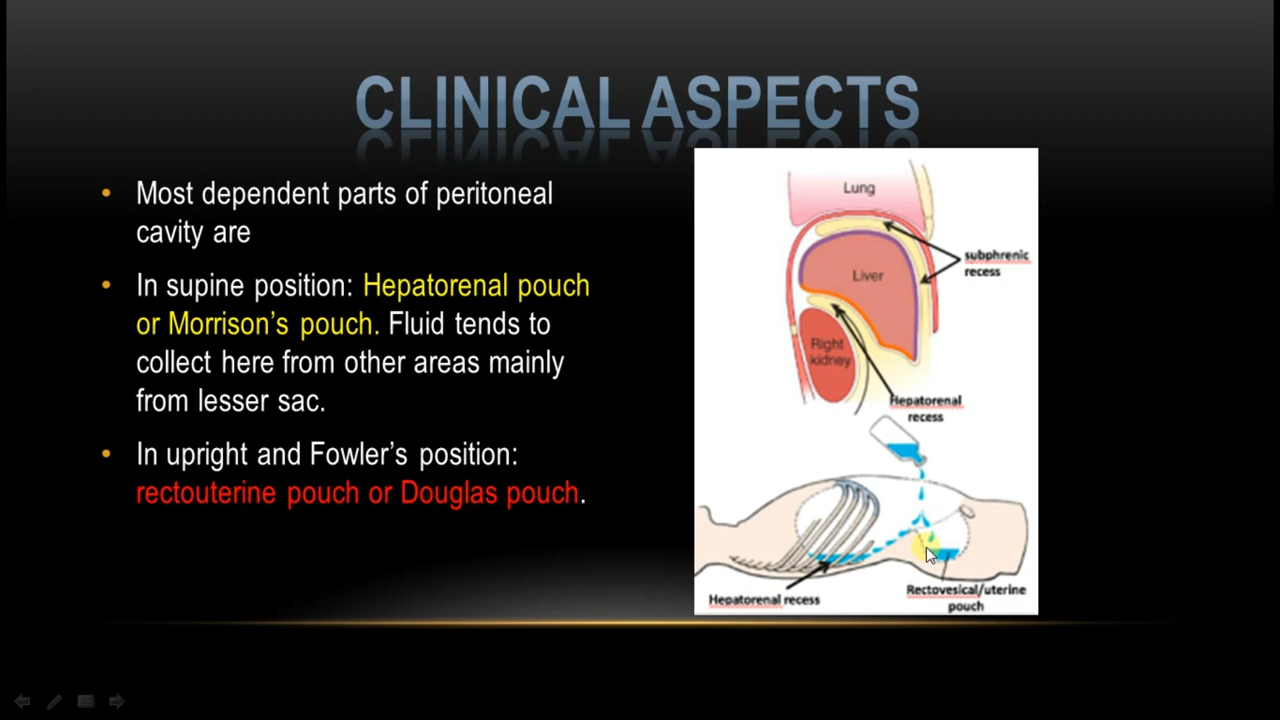 CLINICAL ASPECTS
• Most dependent parts of peritoneal
cavity are
• In supine position: Hepatorenal pouch
or Morrison's pouch. Fluid tends to
collect here from other areas mainly
from lesser sac.
• In upright and Fowler's position:
rectouterine pouch or Douglas pouch.
Lung
subphrenic
recess
Liver
Right
kidney
Hepatorenal
recess
Hepatorenal recess
Rectovesical/uterine
pouch